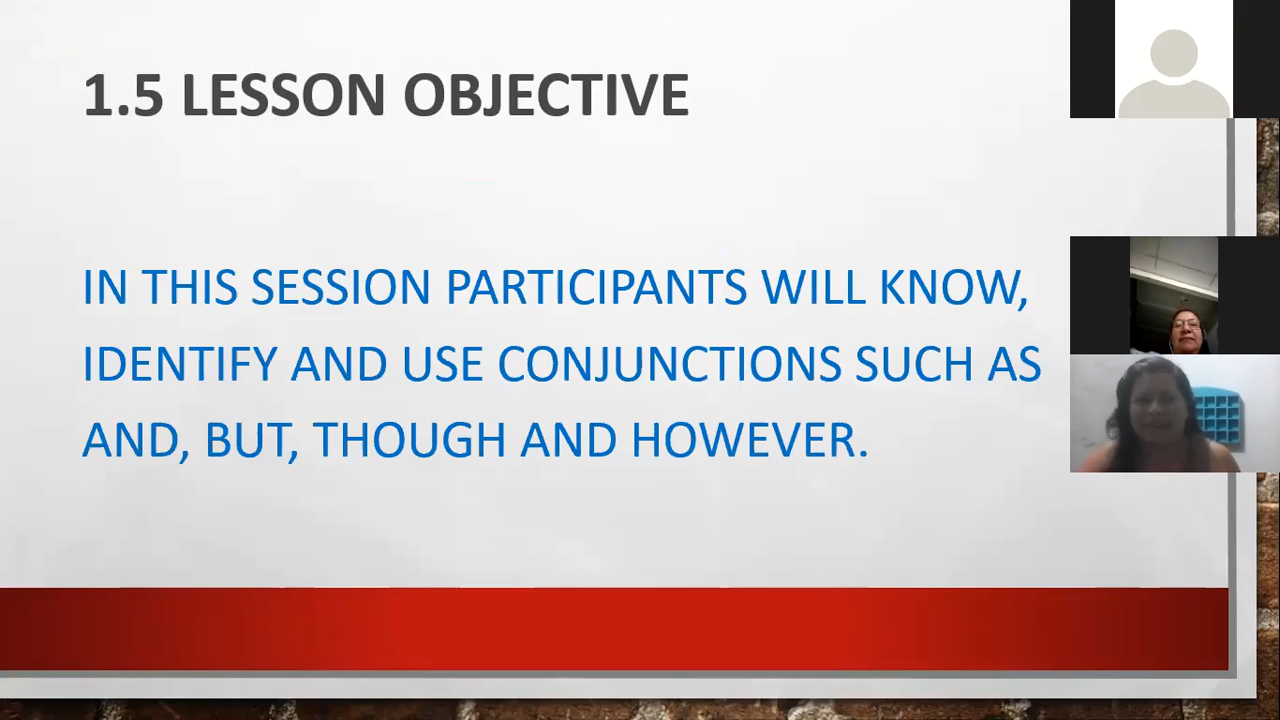 1.5 LESSON OBJECTIVE
IN THIS SESSION PARTICIPANTS WILL KNOW,
IDENTIFY AND USE CONJUNCTIONS SUCH AS
AND, BUT, THOUGH AND HOWEVER.